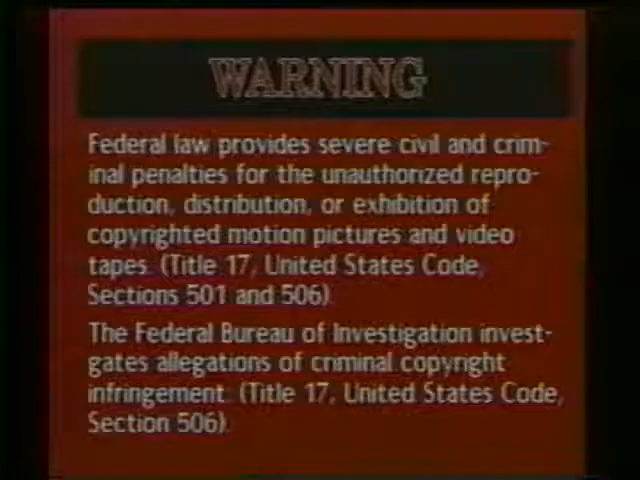 WARNING
Federal law provides severe civil and crim-
inal penalties for the unauthorized repro-
duction, distribution, or exhibition of
copyrighted motion pictures and video
tapes. (Title 17, United States Code,
Sections 501 and 506).
The Federal Bureau of Investigation invest-
gates allegations of criminal copyright
infringement. (Title 17, United States Code,
Section 506).